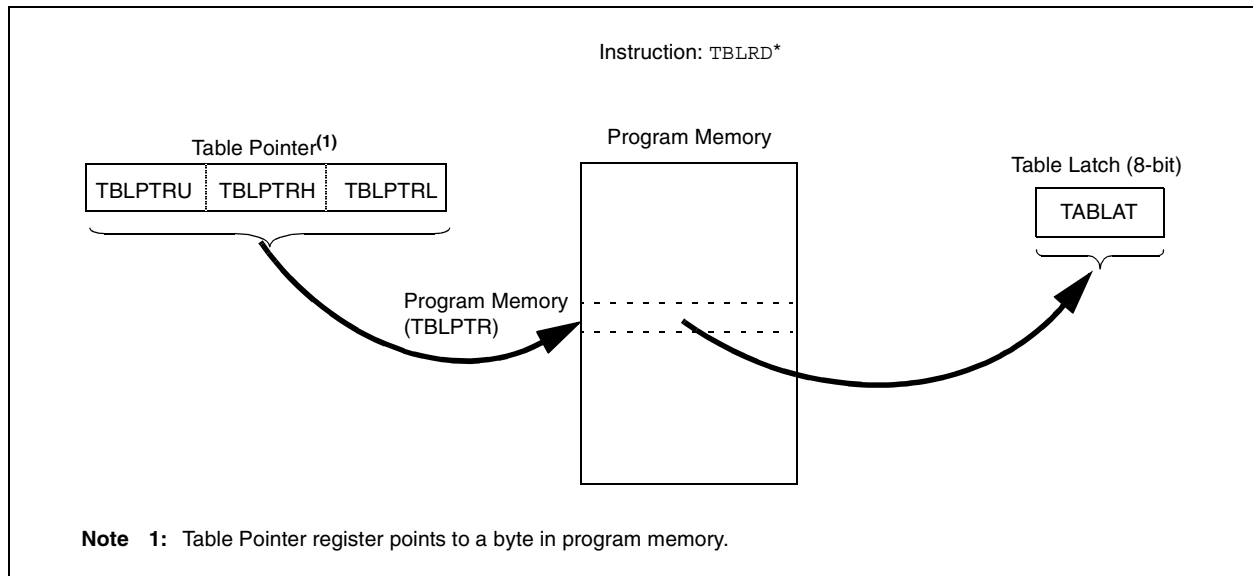 Instruction: TBLRD*
Table Pointer(1)
TBLPTRU TBLPTRH TBLPTRL
Program Memory
Table Latch (8-bit)
TABLAT
Program Memory
(TBLPTR)
Note 1: Table Pointer register points to a byte in program memory.